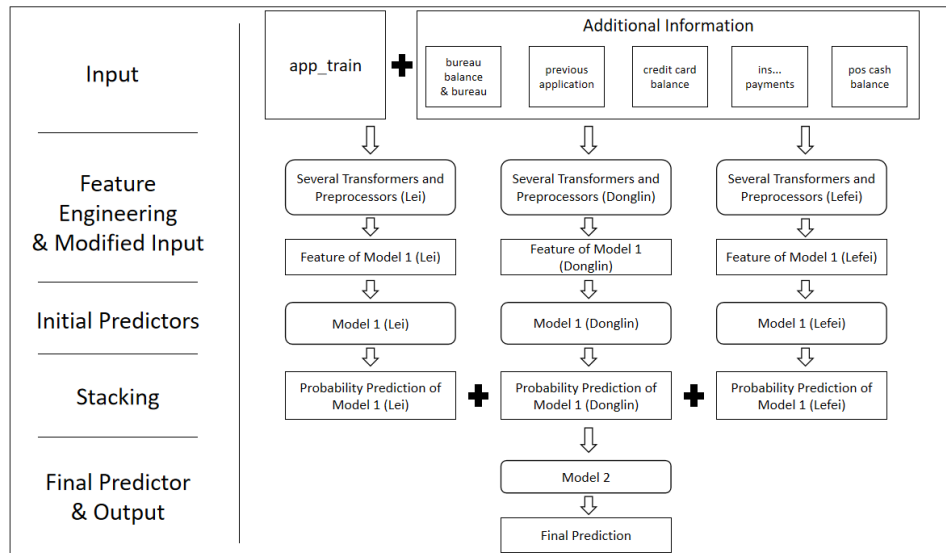 Input
app_train
Additional Information
bureau
balance
& bureau
previous
application
credit card
balance
ins...
payments
pos cash
balance
Feature
Engineering
& Modified Input
Several Transformers and
Preprocessors (Lei)
Several Transformers and
Preprocessors (Donglin)
Several Transformers and
Preprocessors (Lefei)
Feature of Model 1 (Lei)
Feature of Model 1
(Donglin)
Feature of Model 1 (Lefei)
Initial Predictors
Model 1 (Lei)
Model 1 (Donglin)
Model 1 (Lefei)
Stacking
Probability Prediction of
Model 1 (Lei)
Probability Prediction of
Model 1 (Donglin)
Probability Prediction of
Model 1 (Lefei)
Final Predictor
& Output
Model 2
Final Prediction